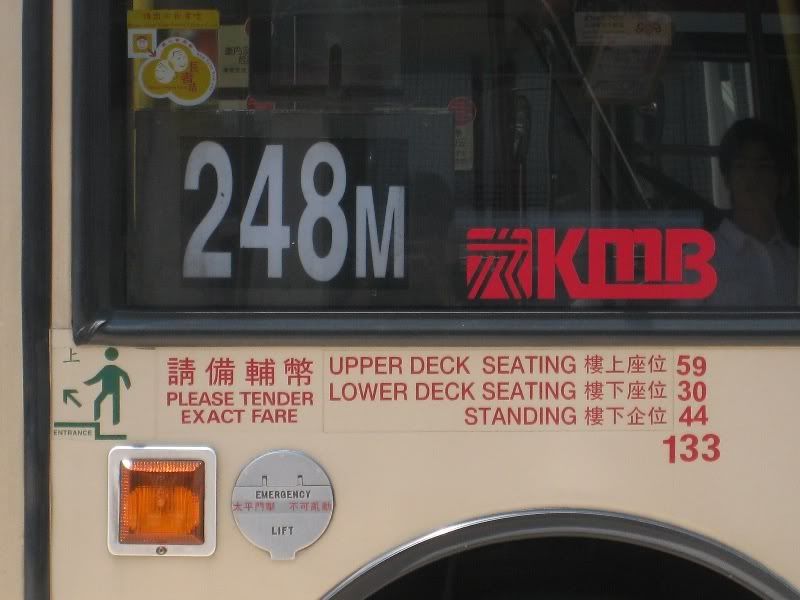 長者
248M
KMB
上
ENTRANCE
請備輔幣
PLEASE TENDER
EXACT FARE
UPPER DECK SEATING 樓上座位 59
LOWER DECK SEATING 樓下座位 30
STANDING 樓下企位 44
133
EMERGENCY
太平門掣 不可亂動
LIFT